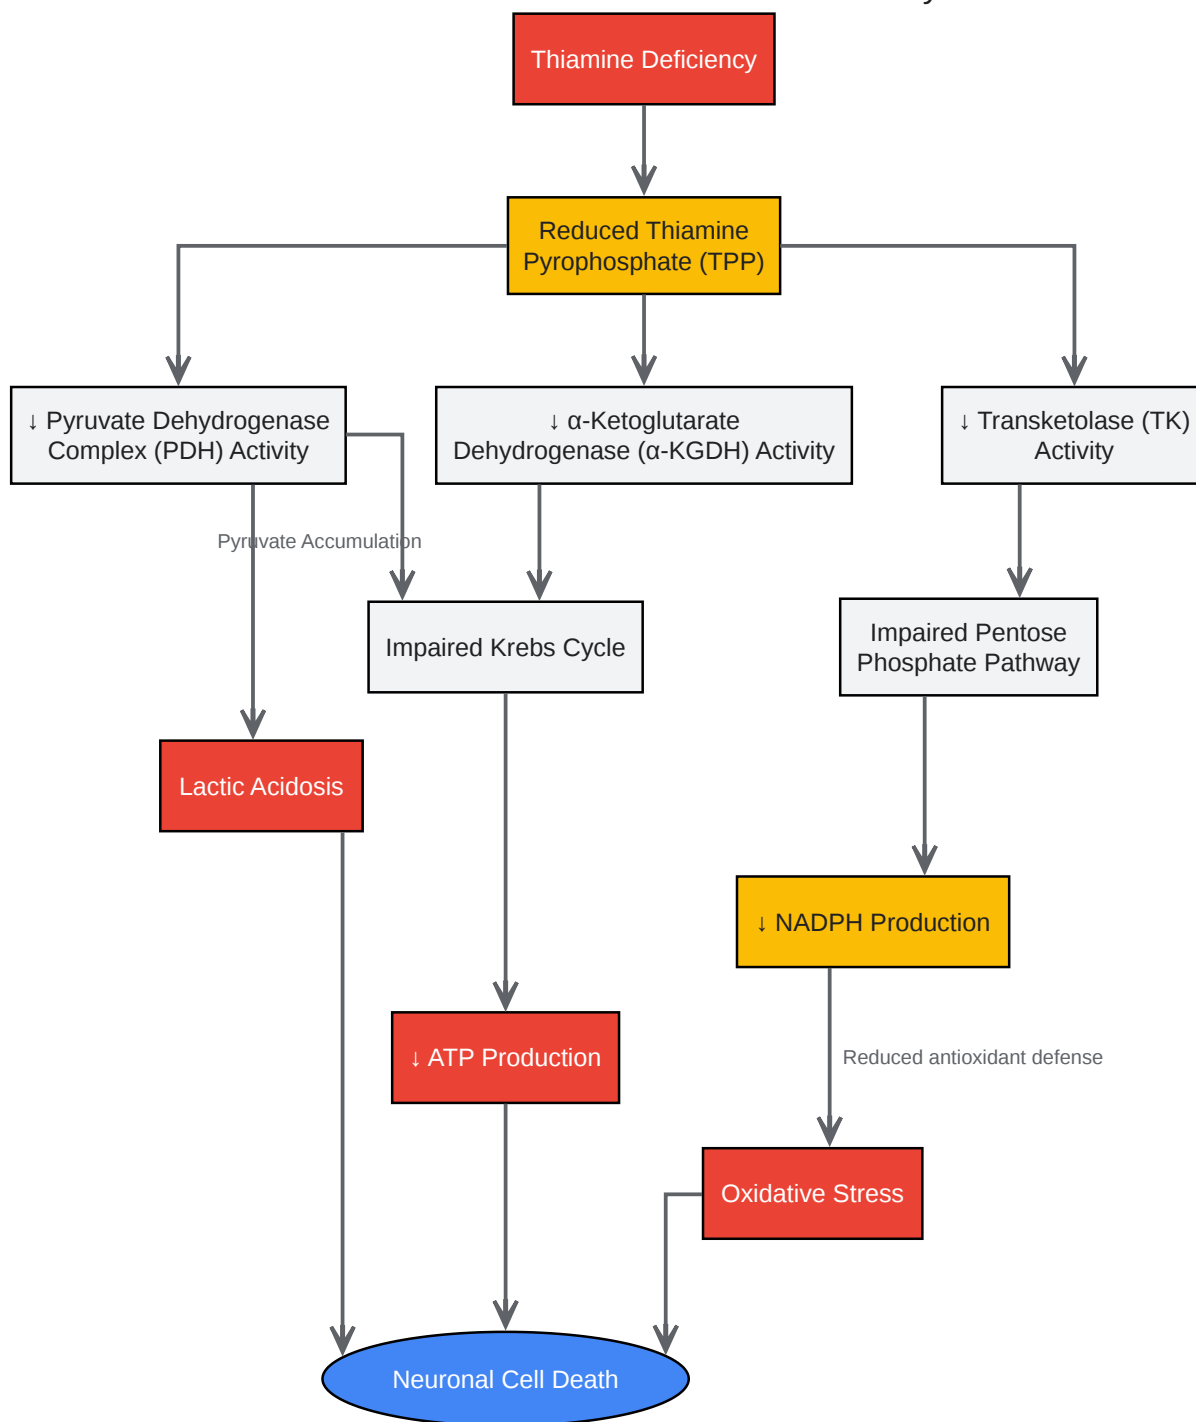 Thiamine Deficiency
Reduced Thiamine
Pyrophosphate (TPP)
↓ Pyruvate Dehydrogenase
Complex (PDH) Activity
↓ α-Ketoglutarate
Dehydrogenase (α-KGDH) Activity
↓ Transketolase (TK)
Activity
Pyruvate Accumulation
Impaired Krebs Cycle
Impaired Pentose
Phosphate Pathway
Lactic Acidosis
↓ NADPH Production
↓ ATP Production
Reduced antioxidant defense
Oxidative Stress
Neuronal Cell Death